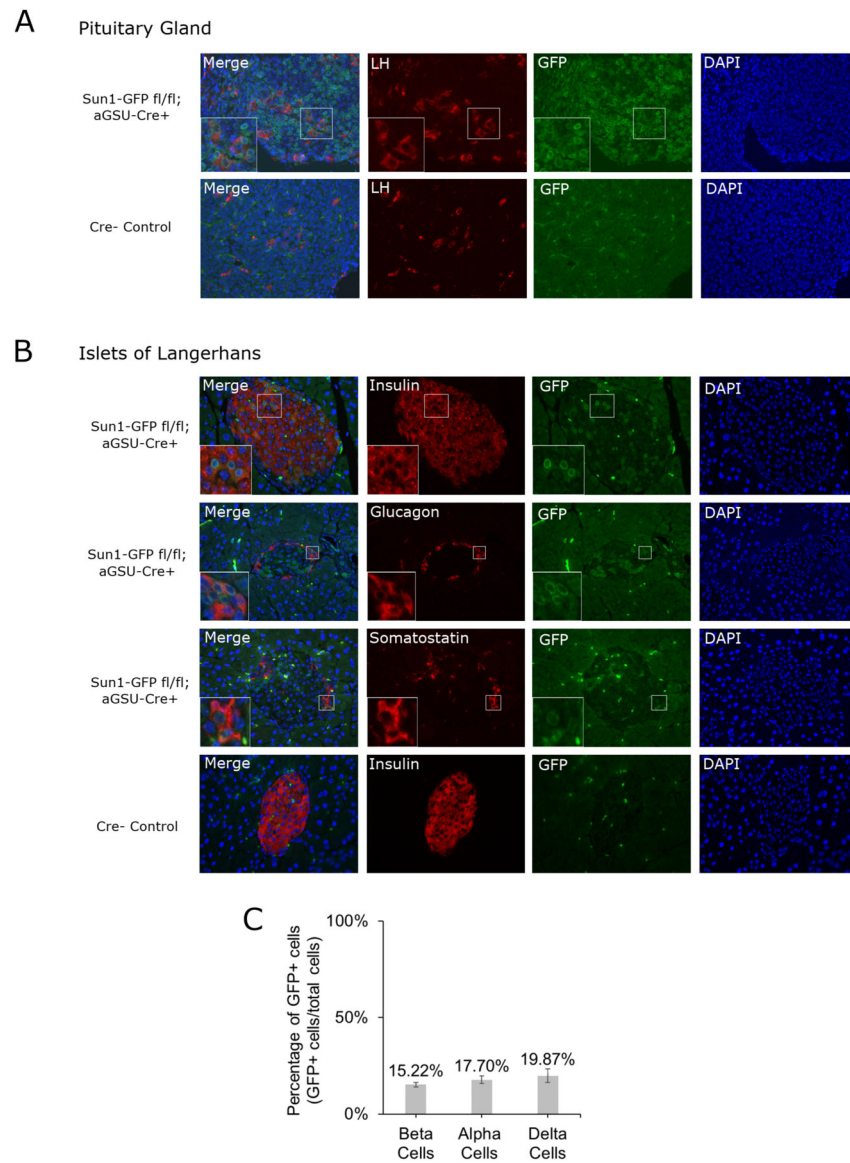 A
Pituitary Gland
Merge
LH
GFP
DAPI
Sun1-GFP fl/fl;
aGSU-Cre+
Merge
LH
GFP
DAPI
Cre- Control
B
Islets of Langerhans
Merge
Insulin
GFP
DAPI
Sun1-GFP fl/fl;
aGSU-Cre+
Merge
Glucagon
GFP
DAPI
Sun1-GFP fl/fl;
aGSU-Cre+
Merge
Somatostatin
GFP
DAPI
Sun1-GFP fl/fl;
aGSU-Cre+
Merge
Insulin
GFP
DAPI
Cre- Control
C
Percentage of GFP+ cells
(GFP+ cells/total cells)
100%
50%
0%
15.22%
17.70%
19.87%
Beta
Cells
Alpha
Cells
Delta
Cells